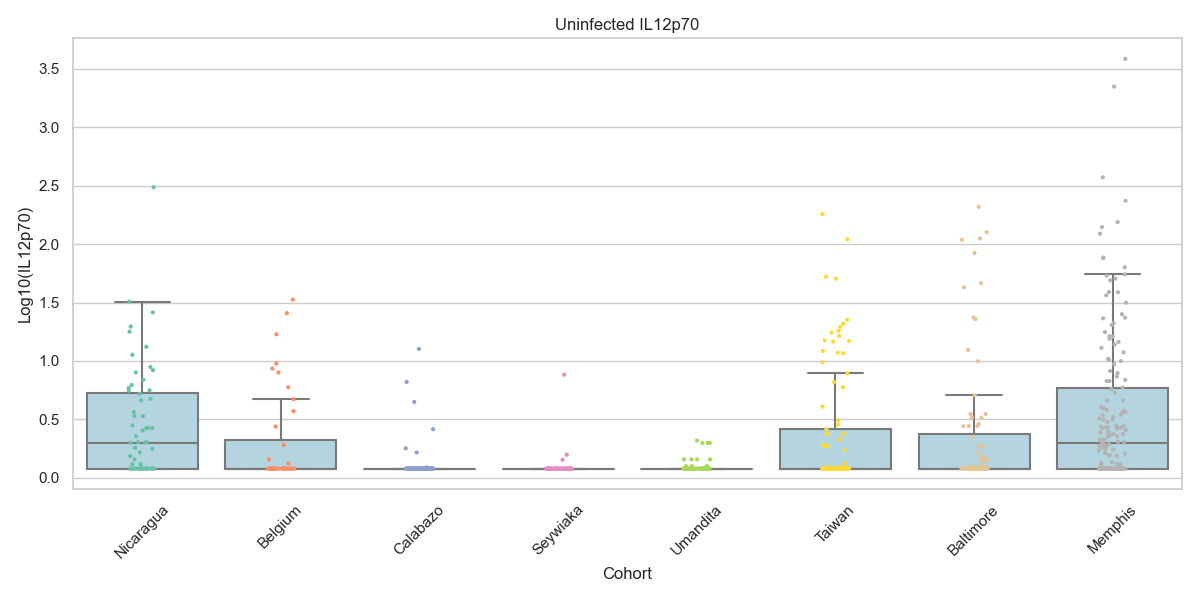 Uninfected IL12p70
Log10(IL12p70)
3.5
3.0
2.5
2.0
1.5
1.0
0.5
0.0
Nicaragua
Belgium
Calabazo
Seywiaka
Umandita
Taiwan
Baltimore
Memphis
Cohort